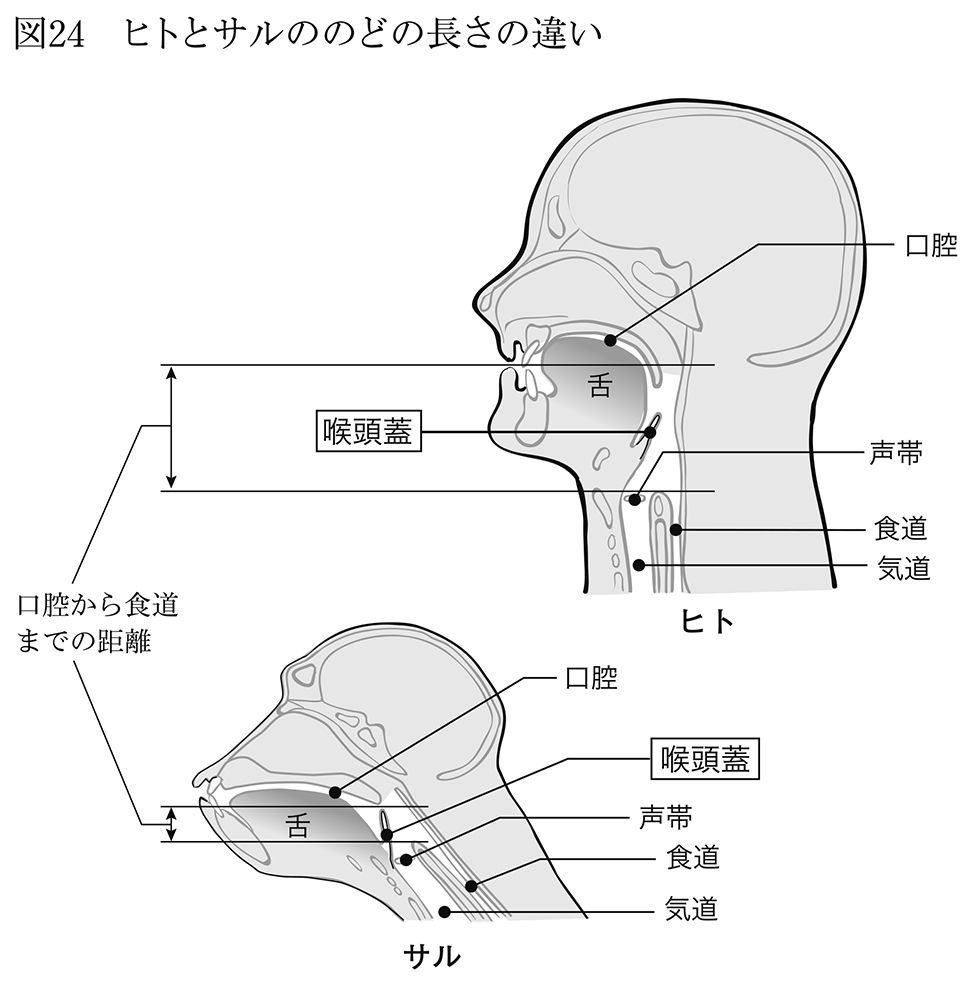 図24　ヒトとサルののどの長さの違い
口腔
舌
喉頭蓋
声帯
食道
気道
ヒト
口腔から食道
までの距離
口腔
喉頭蓋
舌
声帯
食道
気道
サル